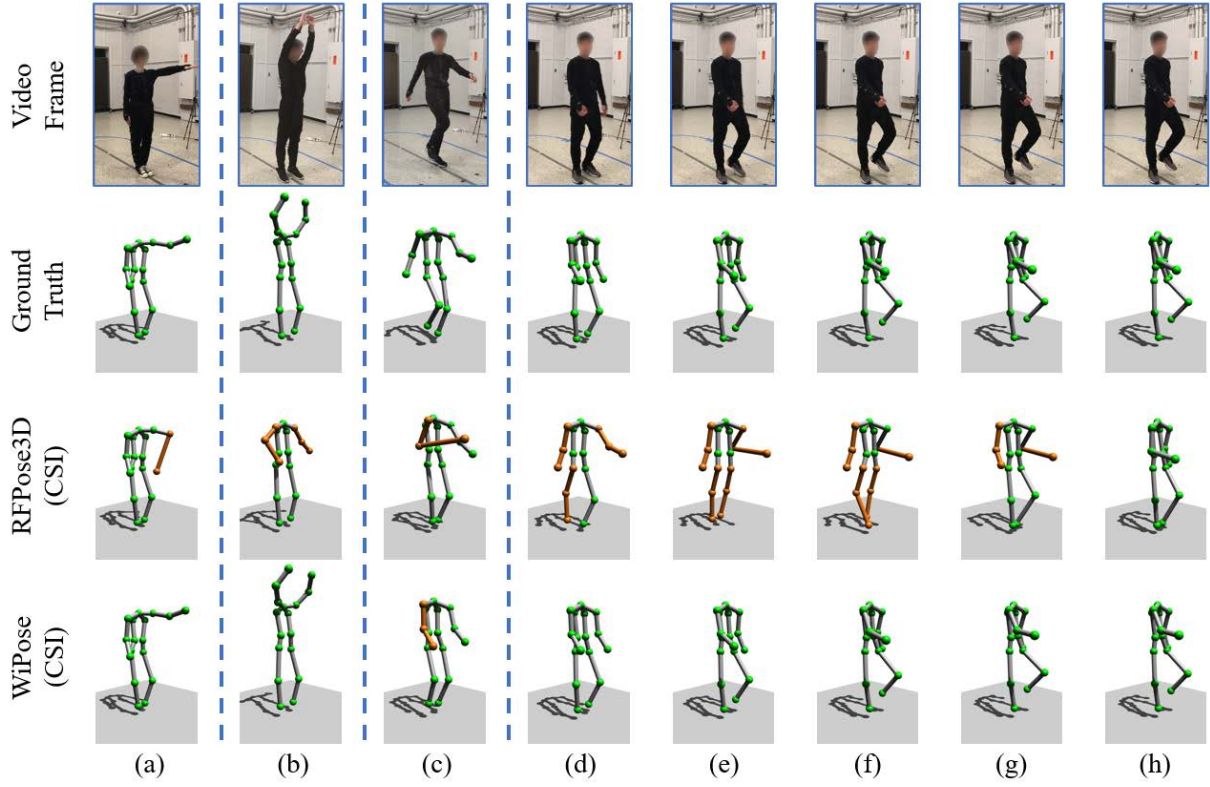 Video
Frame
Ground
Truth
RFPose3D
(CSI)
WiPose
(CSI)
(a) (b) (c) (d) (e) (f) (g) (h)